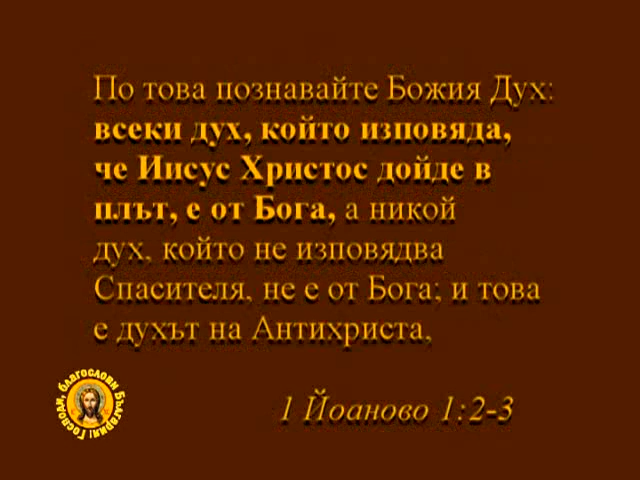 По това познавайте Божия Дух:
всеки дух, който изповяда,
че Иисус Христос дойде в
плът, е от Бога, а никой
дух, който не изповядва
Спасителя, не е от Бога; и това
е духът на Антихриста,
1 Йоаново 1:2-3
Господи, благослови България!